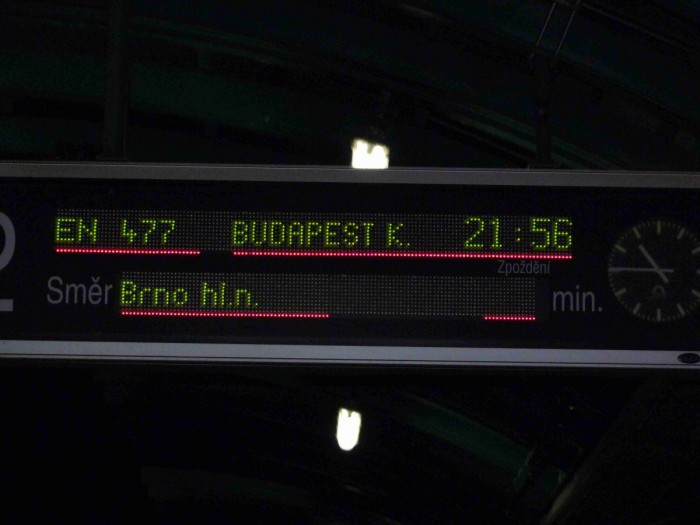 2
EN 477 BUDAPEST K. 21:56
Zpoždění
Směr Brno hl.n. min.